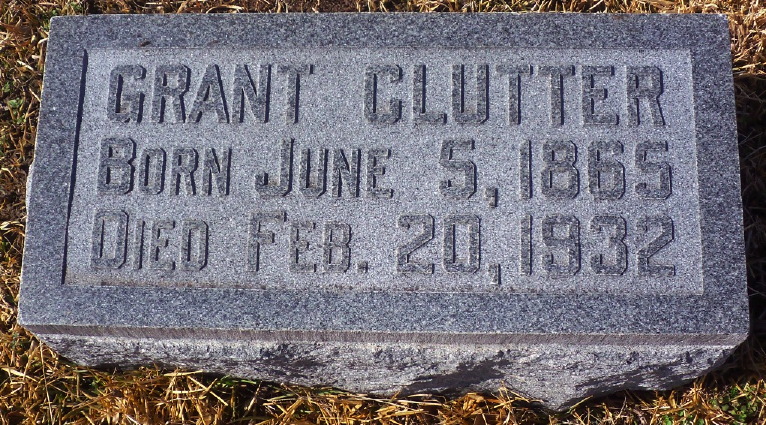 GRANT CLUTTER
BORN JUNE 5, 1865
DIED FEB. 20, 1932